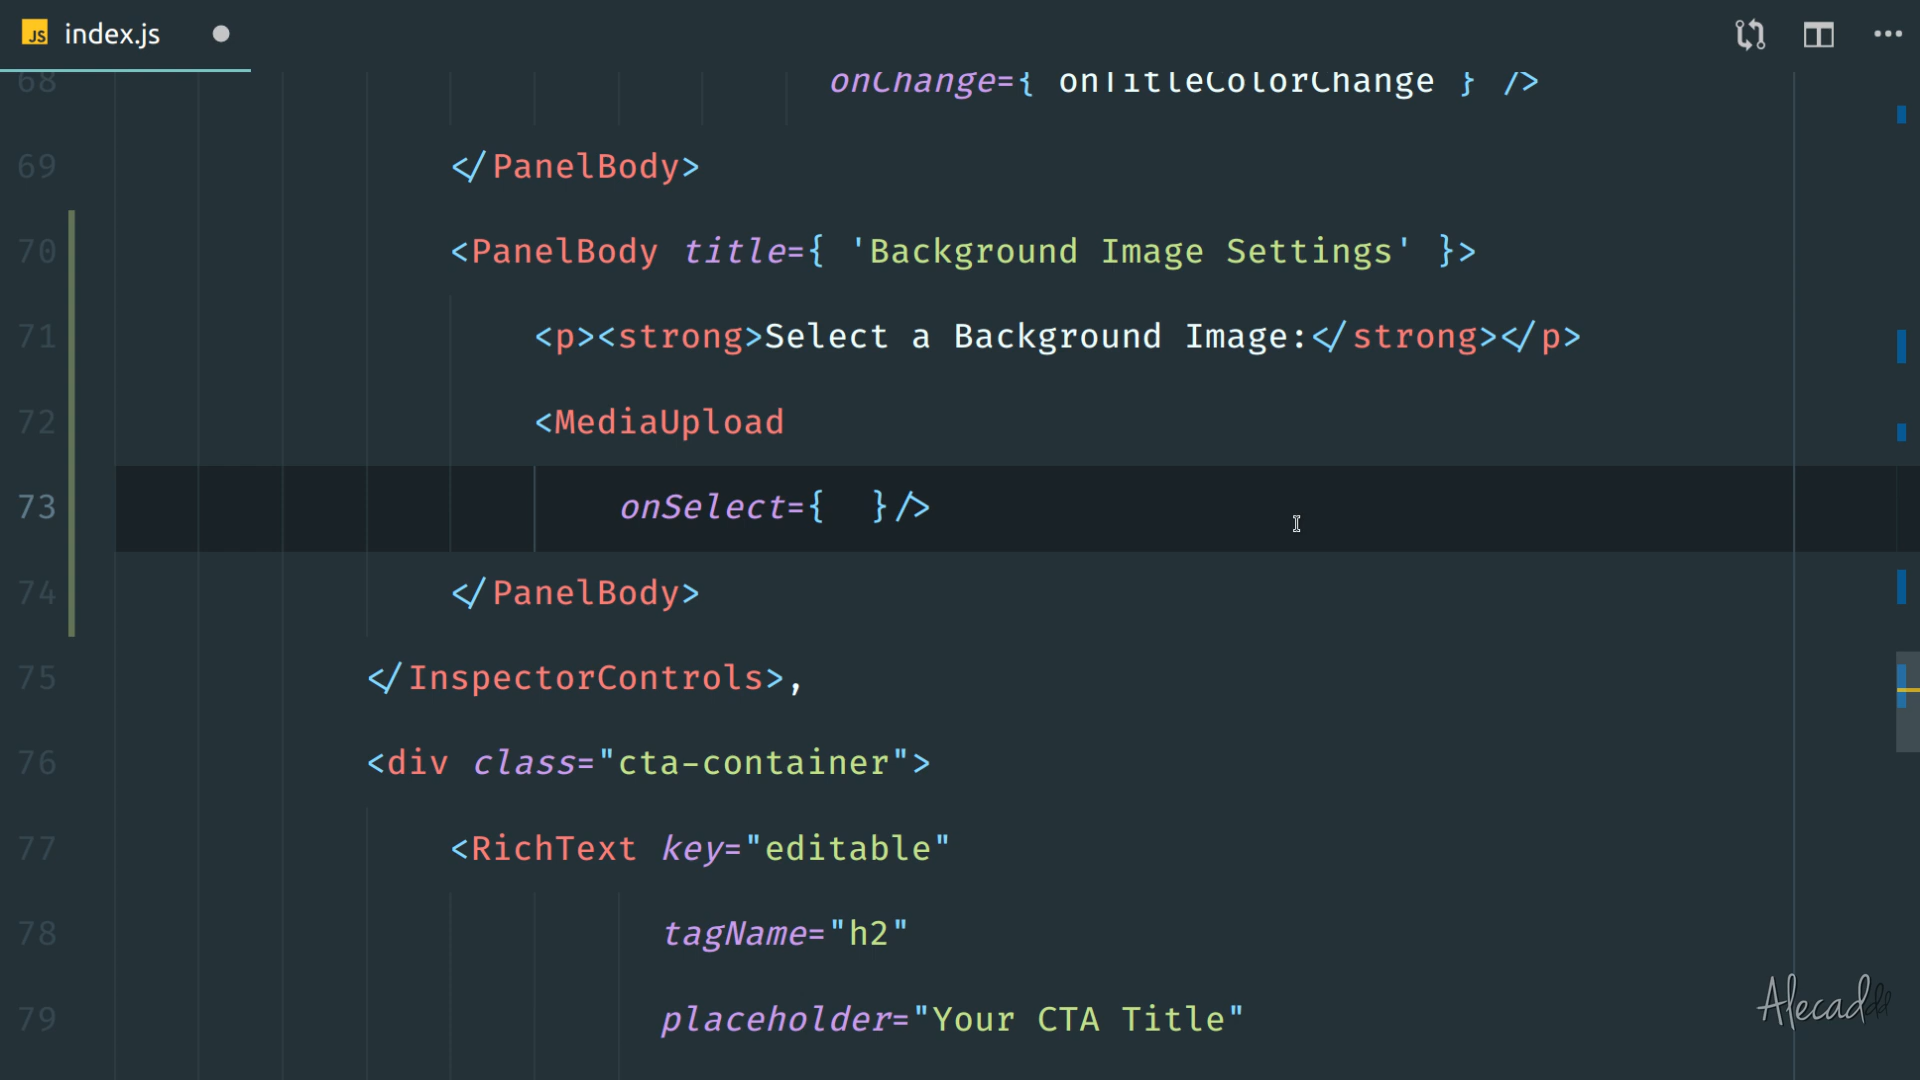 JS index.js
68 onChange={ onTitleColorChange } />
69 </PanelBody>
70 <PanelBody title={ 'Background Image Settings' }>
71 <p><strong>Select a Background Image:</strong></p>
72 <MediaUpload
73 onSelect={  }/>
74 </PanelBody>
75 </InspectorControls>,
76 <div class="cta-container">
77 <RichText key="editable"
78 tagName="h2"
79 placeholder="Your CTA Title"
Alecaddd